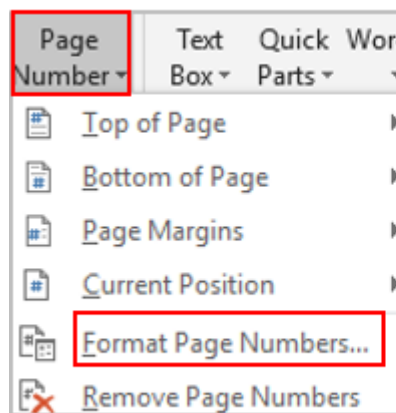 Page Text Quick Wor
Number Box Parts
Top of Page
Bottom of Page
Page Margins
Current Position
Format Page Numbers...
Remove Page Numbers